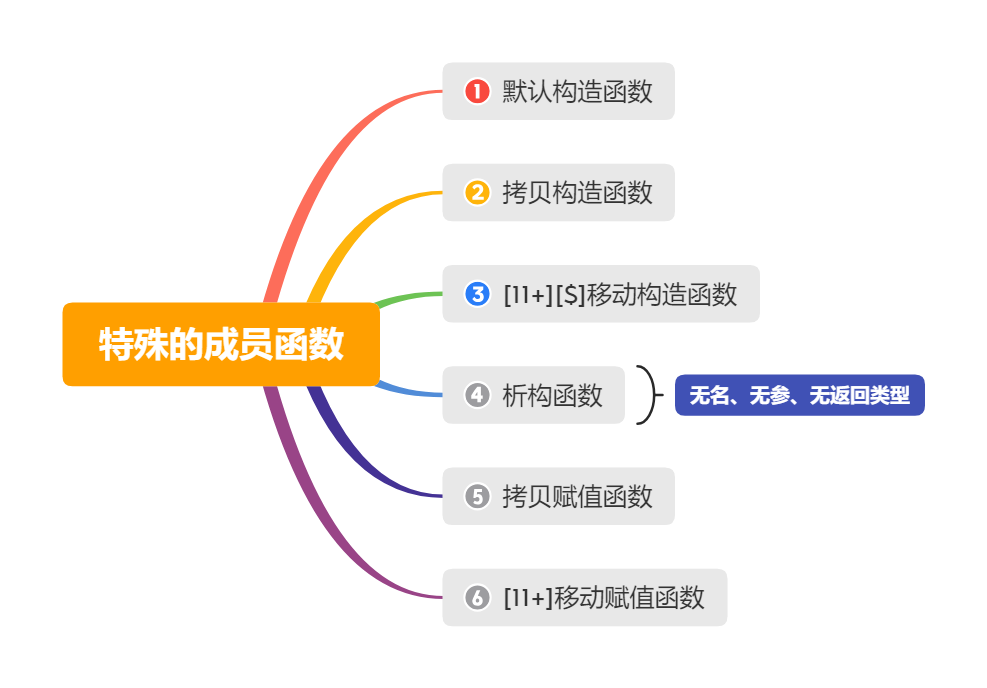 1 默认构造函数
2 拷贝构造函数
3 [11+][$]移动构造函数
特殊的成员函数
4 析构函数
无名、无参、无返回类型
5 拷贝赋值函数
6 [11+]移动赋值函数